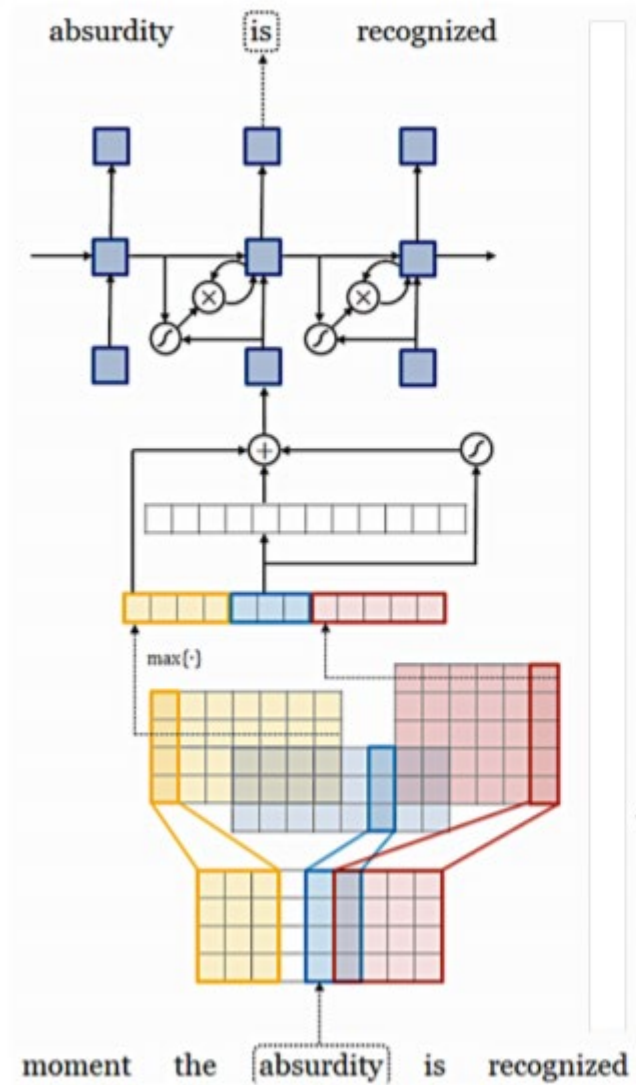 absurdity is recognized
max{·}
moment the absurdity is recognized